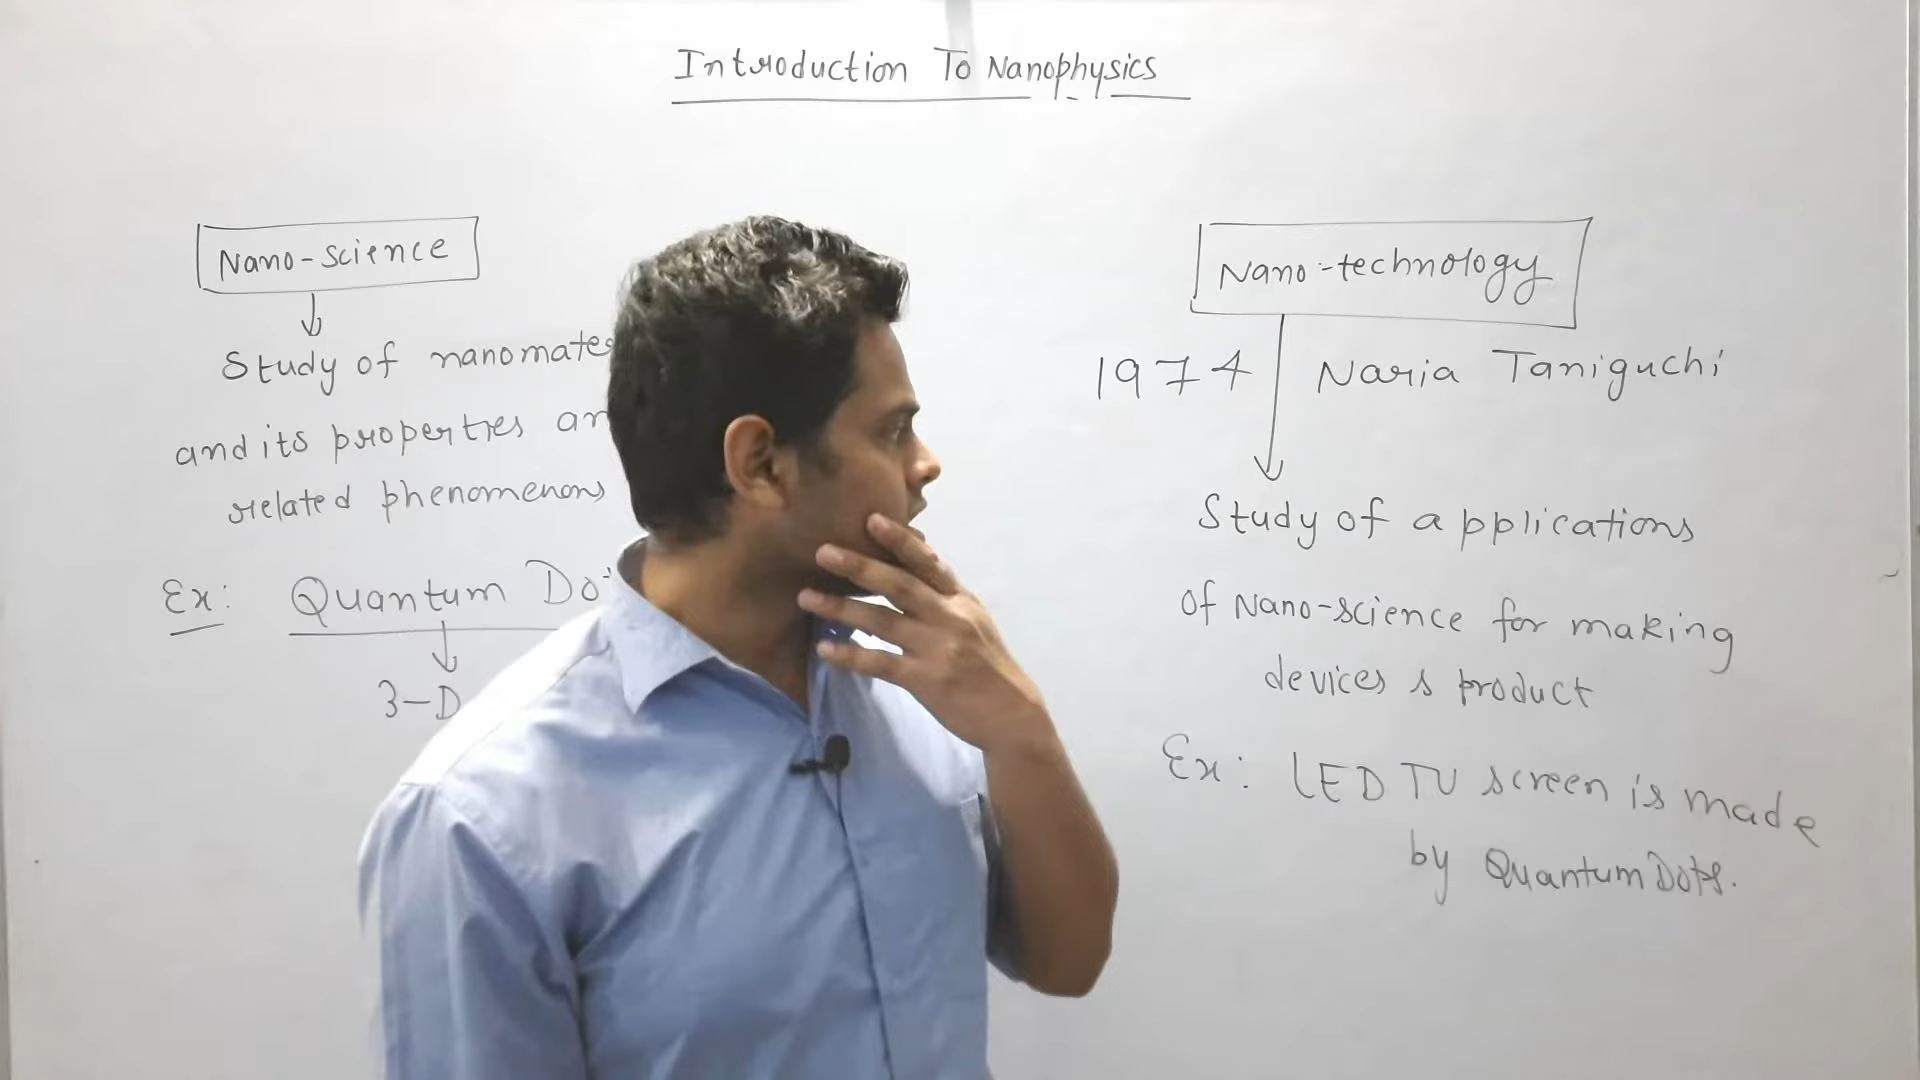 Introduction To Nanophysics
Nano-science
Study of nanomate
and its properties an
related phenomenons
Ex: Quantum Dot
3-D
Nano-technology
1974 Naria Taniguchi
Study of applications
of Nano-science for making
devices & product
Ex: LED TV screen is made
by Quantum Dots.